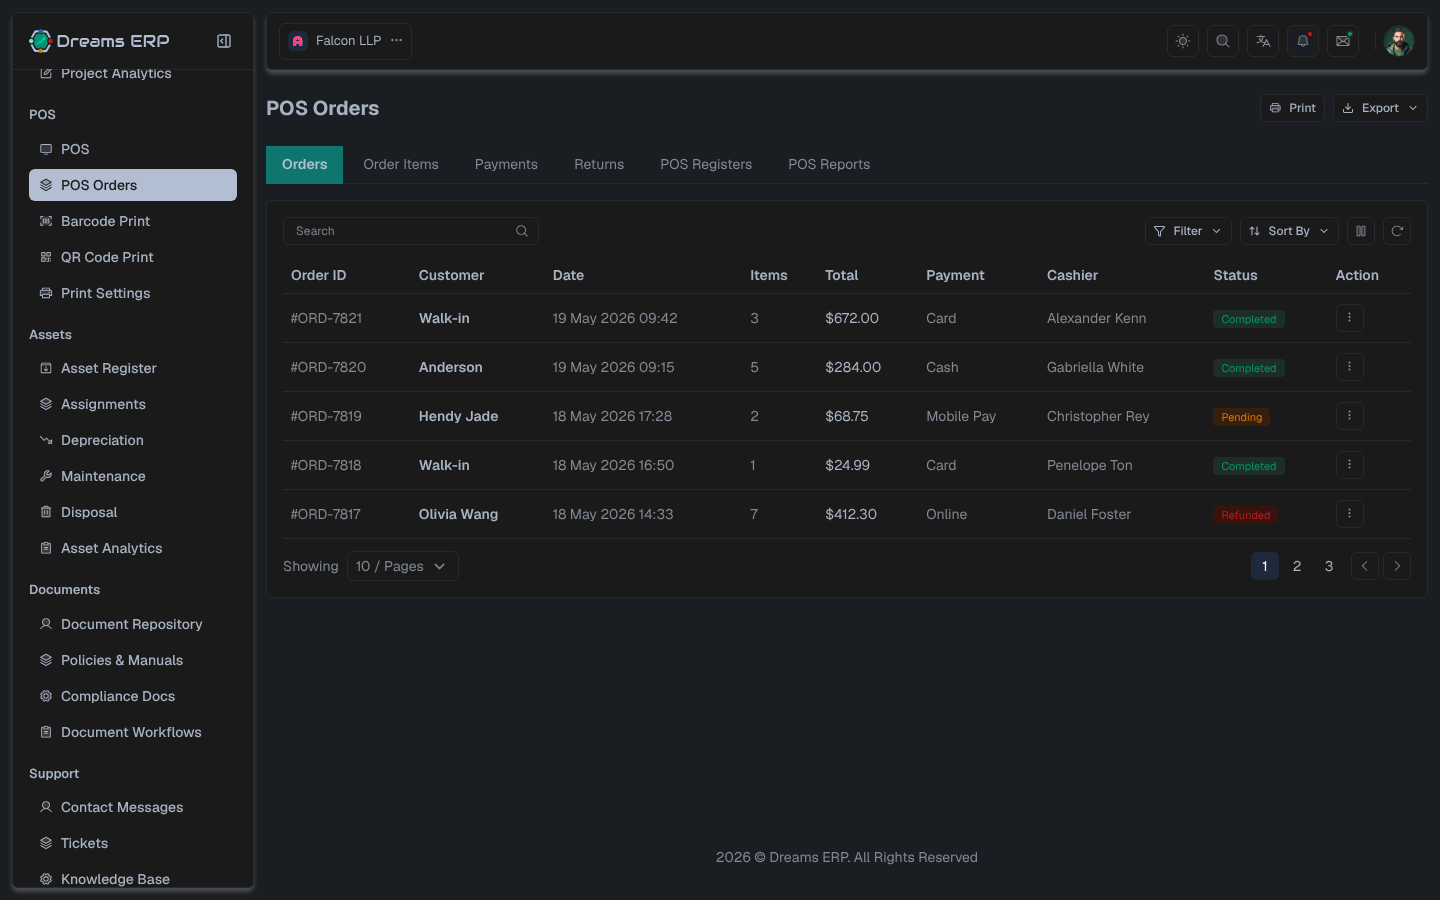 Dreams ERP
Project Analytics
POS
POS
POS Orders
Barcode Print
QR Code Print
Print Settings
Assets
Asset Register
Assignments
Depreciation
Maintenance
Disposal
Asset Analytics
Documents
Document Repository
Policies & Manuals
Compliance Docs
Document Workflows
Support
Contact Messages
Tickets
Knowledge Base
Falcon LLP
POS Orders
Print
Export
Orders Order Items Payments Returns POS Registers POS Reports
Search
Filter
Sort By
Order ID Customer Date Items Total Payment Cashier Status Action
#ORD-7821 Walk-in 19 May 2026 09:42 3 $672.00 Card Alexander Kenn Completed
#ORD-7820 Anderson 19 May 2026 09:15 5 $284.00 Cash Gabriella White Completed
#ORD-7819 Hendy Jade 18 May 2026 17:28 2 $68.75 Mobile Pay Christopher Rey Pending
#ORD-7818 Walk-in 18 May 2026 16:50 1 $24.99 Card Penelope Ton Completed
#ORD-7817 Olivia Wang 18 May 2026 14:33 7 $412.30 Online Daniel Foster Refunded
Showing 10 / Pages
1 2 3
2026 © Dreams ERP. All Rights Reserved